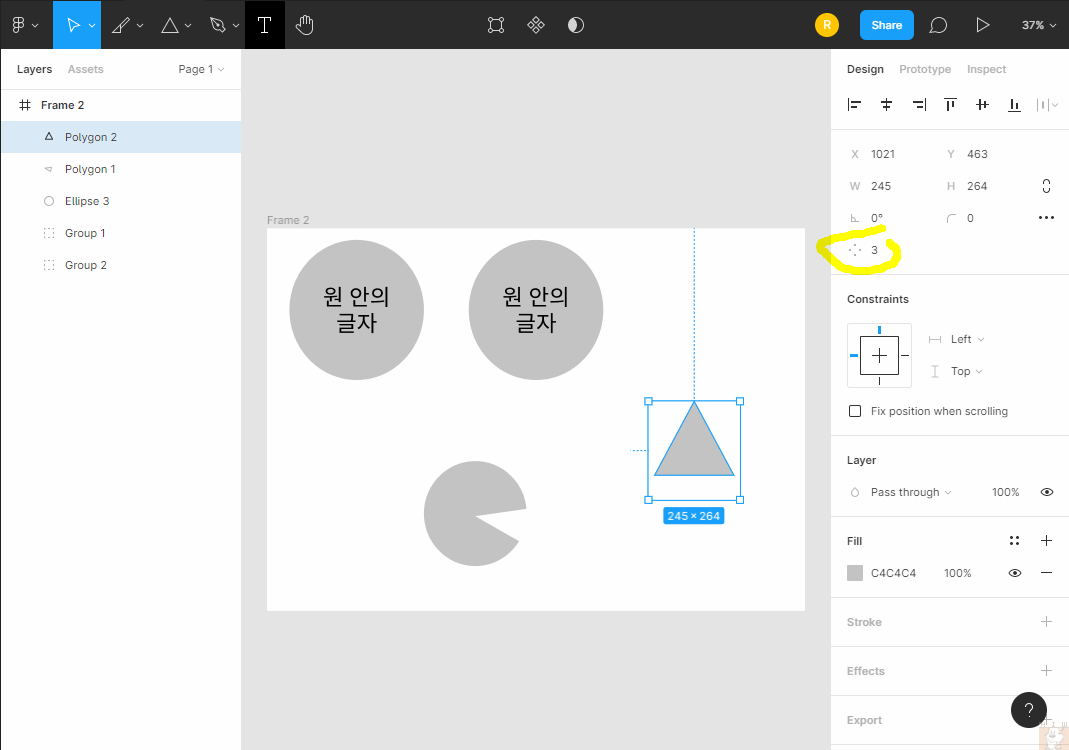 R
Share
37%
Layers
Assets
Page 1
Design
Prototype
Inspect
Frame 2
Polygon 2
Polygon 1
Ellipse 3
Group 1
Group 2
Frame 2
원 안의
글자
원 안의
글자
245 × 264
X 1021
Y 463
W 245
H 264
0°
0
3
Constraints
Left
Top
Fix position when scrolling
Layer
Pass through
100%
Fill
C4C4C4
100%
Stroke
Effects
Export
?